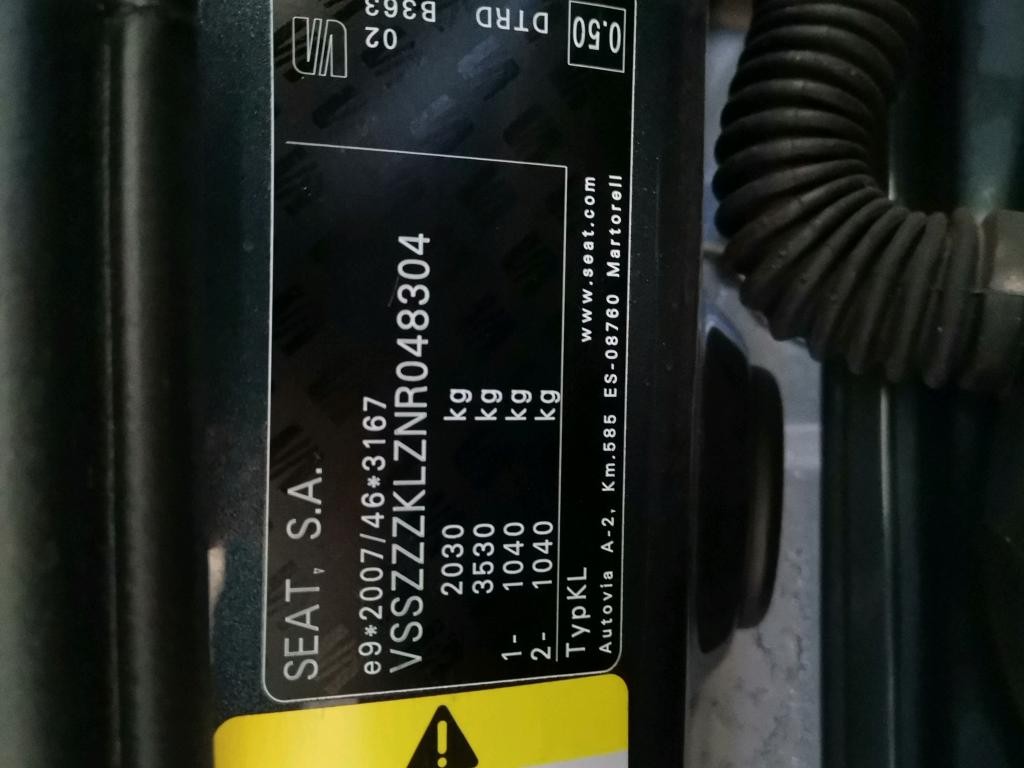 SEAT, S.A.
e9*2007/46*3167
VSSZZZKLZNR048304
2030 kg
3530 kg
1- 1040 kg
2- 1040 kg
TypKL
www.seat.com
Autovia A-2, Km.585 ES-08760 Martorell
02
B363
DTRD
0.50